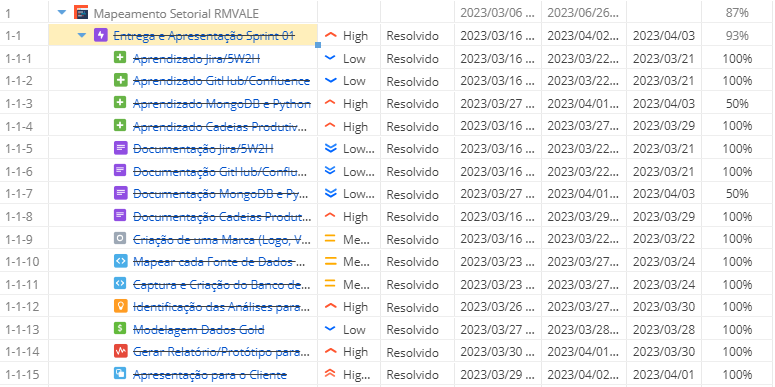 1 Mapeamento Setorial RMVALE 2023/03/06 ... 2023/06/26... 87%
1-1 Entrega e Apresentação Sprint 01 High Resolvido 2023/03/16 ... 2023/04/02... 2023/04/03 93%
1-1-1 Aprendizado Jira/5W2H Low Resolvido 2023/03/16 ... 2023/03/22... 2023/03/21 100%
1-1-2 Aprendizado GitHub/Confluence Low Resolvido 2023/03/16 ... 2023/03/22... 2023/03/21 100%
1-1-3 Aprendizado MongoDB e Python High Resolvido 2023/03/27 ... 2023/04/01... 2023/04/03 50%
1-1-4 Aprendizado Cadeias Produtiv... High Resolvido 2023/03/16 ... 2023/03/27... 2023/03/29 100%
1-1-5 Documentação Jira/5W2H Low... Resolvido 2023/03/16 ... 2023/03/22... 2023/03/21 100%
1-1-6 Documentação GitHub/Conflu... Low... Resolvido 2023/03/16 ... 2023/03/22... 2023/03/21 100%
1-1-7 Documentação MongoDB e Py... Low... Resolvido 2023/03/27 ... 2023/04/01... 2023/04/03 50%
1-1-8 Documentação Cadeias Produt... High Resolvido 2023/03/16 ... 2023/03/29... 2023/03/29 100%
1-1-9 Criação de uma Marca (Logo, V... Me... Resolvido 2023/03/16 ... 2023/03/22... 2023/03/22 100%
1-1-10 Mapear cada Fonte de Dados ... Me... Resolvido 2023/03/23 ... 2023/03/27... 2023/03/24 100%
1-1-11 Captura e Criação do Banco de... Me... Resolvido 2023/03/23 ... 2023/03/27... 2023/03/24 100%
1-1-12 Identificação das Análises para... High Resolvido 2023/03/26 ... 2023/03/27... 2023/03/30 100%
1-1-13 Modelagem Dados Gold Low Resolvido 2023/03/27 ... 2023/03/28... 2023/03/28 100%
1-1-14 Gerar Relatório/Protótipo para... High Resolvido 2023/03/30 ... 2023/04/01... 2023/03/30 100%
1-1-15 Apresentação para o Cliente Hig... Resolvido 2023/03/29 ... 2023/04/02... 2023/04/01 100%